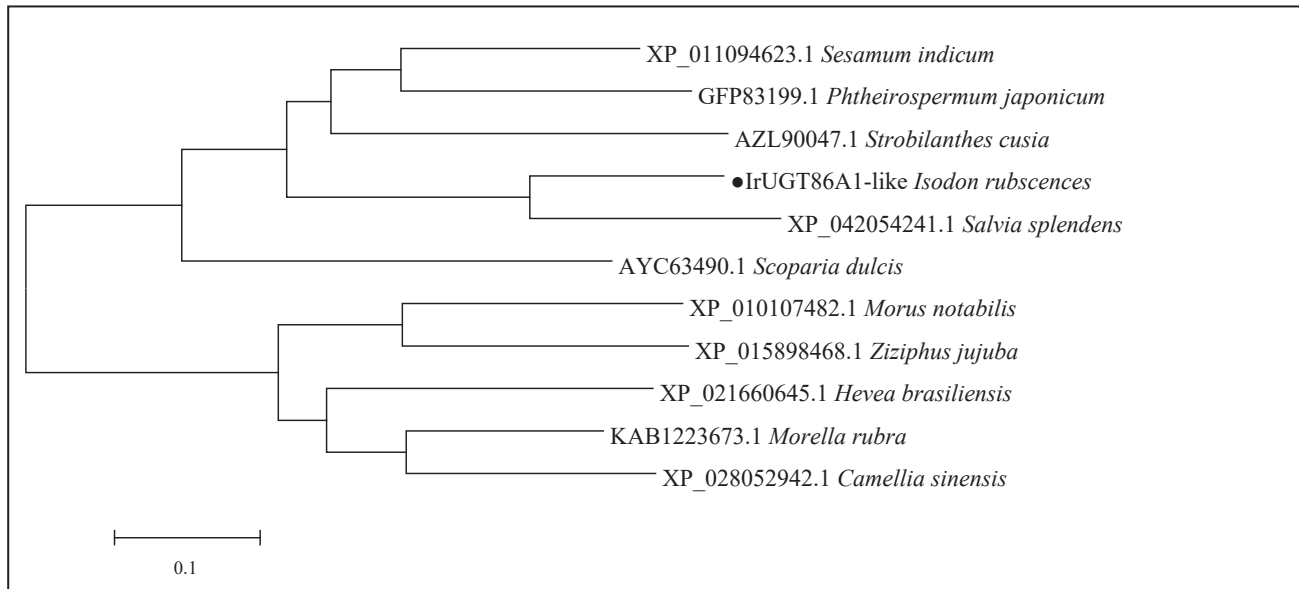 XP_011094623.1 Sesamum indicum
GFP83199.1 Phtheirospermum japonicum
AZL90047.1 Strobilanthes cusia
●IrUGT86A1-like Isodon rubscences
XP_042054241.1 Salvia splendens
AYC63490.1 Scoparia dulcis
XP_010107482.1 Morus notabilis
XP_015898468.1 Ziziphus jujuba
XP_021660645.1 Hevea brasiliensis
KAB1223673.1 Morella rubra
XP_028052942.1 Camellia sinensis
0.1